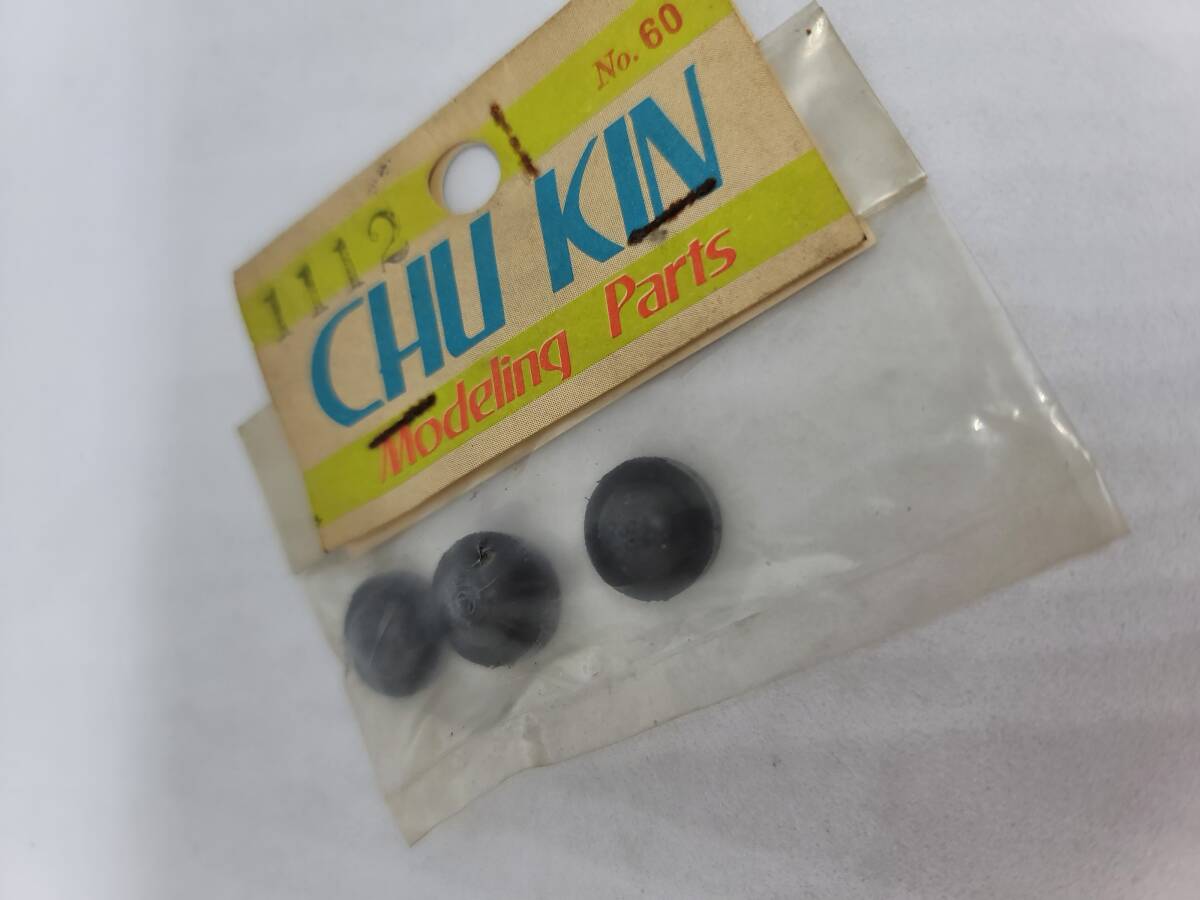 No. 60
1112
CHU KIN
Modeling Parts